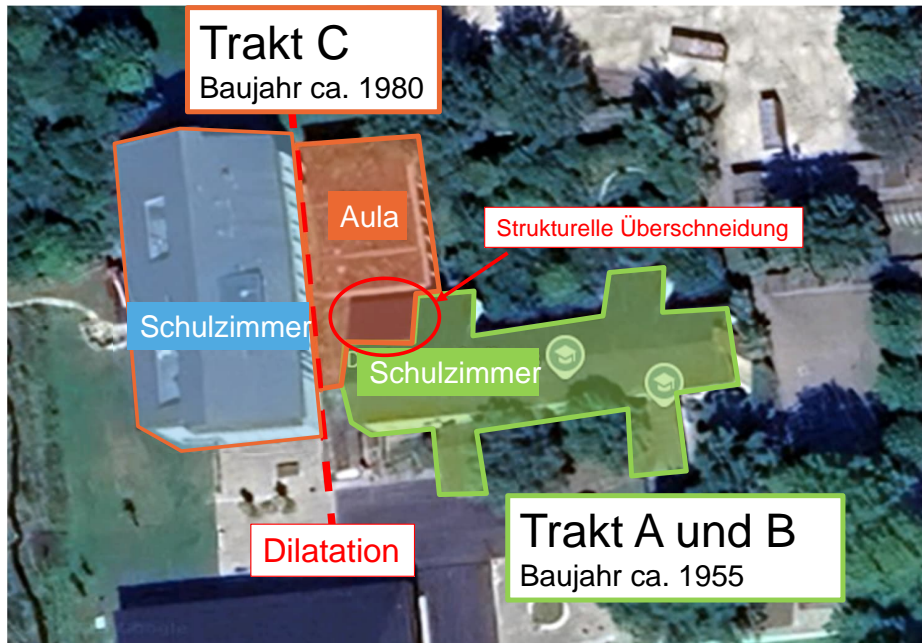 Trakt C
Baujahr ca. 1980
Aula
Strukturelle Überschneidung
Schulzimmer
D
Schulzimmer
Dilatation
Trakt A und B
Baujahr ca. 1955